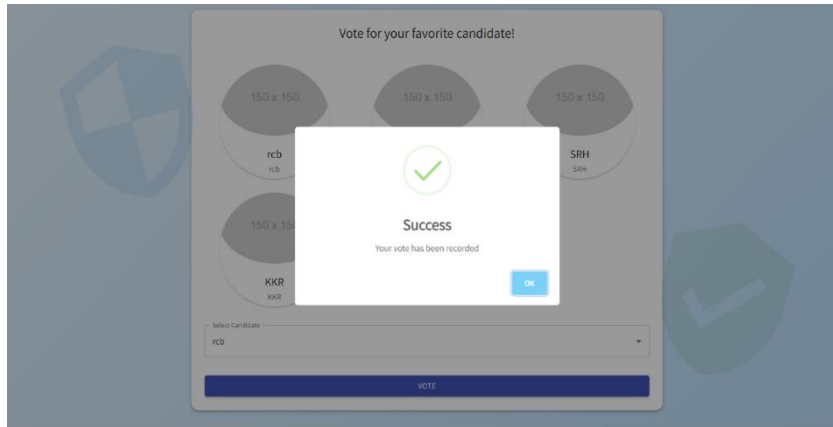 Vote for your favorite candidate!
150 x 150
150 x 150
150 x 150
rcb
rcb
SRH
SRH
Success
Your vote has been recorded
OK
150 x 15
KKR
KKR
Select Candidate
rcb
VOTE